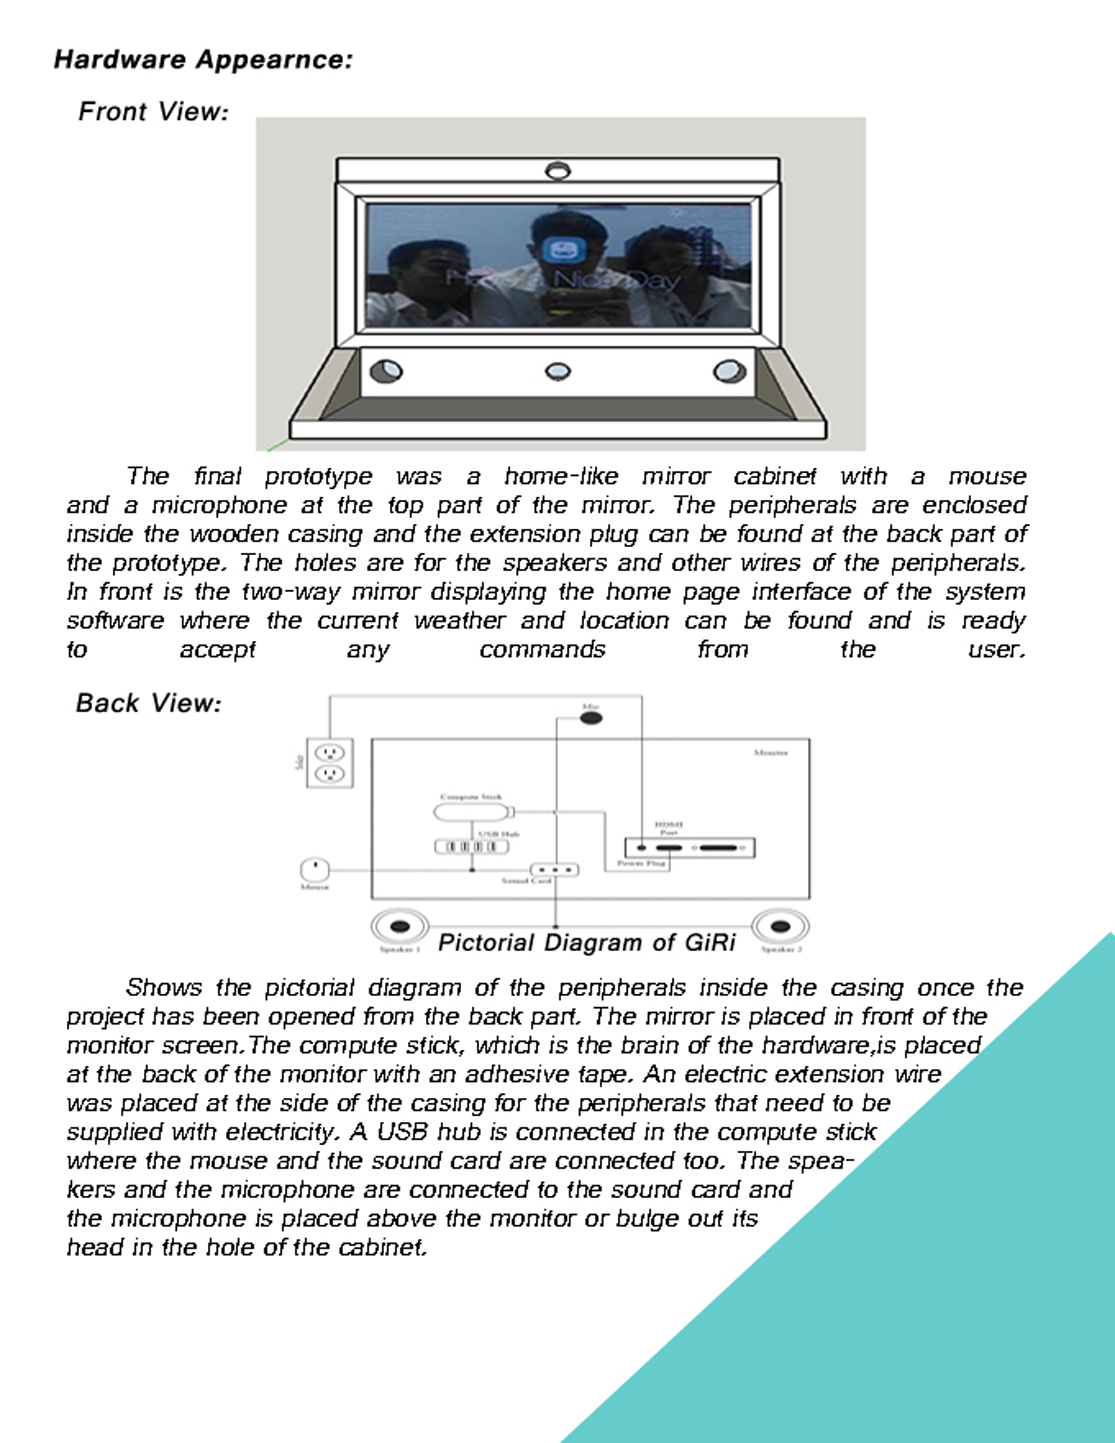 Hardware Appearnce:
Front View:
Have a Nice Day
The final prototype was a home-like mirror cabinet with a mouse
and a microphone at the top part of the mirror. The peripherals are enclosed
inside the wooden casing and the extension plug can be found at the back part of
the prototype. The holes are for the speakers and other wires of the peripherals.
In front is the two-way mirror displaying the home page interface of the system
software where the current weather and location can be found and is ready
to accept any commands from the user.
Back View:
Mic
Monitor
Compute Stick
USB Hub
HDMI
Port
Power Plug
Sound Card
Mouse
Speaker 1
Speaker 2
Pictorial Diagram of GiRi
Shows the pictorial diagram of the peripherals inside the casing once the
project has been opened from the back part. The mirror is placed in front of the
monitor screen.The compute stick, which is the brain of the hardware,is placed
at the back of the monitor with an adhesive tape. An electric extension wire
was placed at the side of the casing for the peripherals that need to be
supplied with electricity. A USB hub is connected in the compute stick
where the mouse and the sound card are connected too. The spea-
kers and the microphone are connected to the sound card and
the microphone is placed above the monitor or bulge out its
head in the hole of the cabinet.